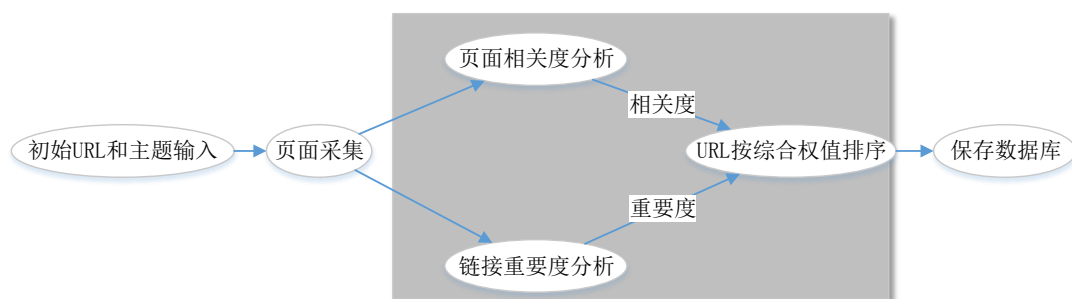 页面相关度分析
相关度
初始URL和主题输入
页面采集
URL按综合权值排序
保存数据库
重要度
链接重要度分析